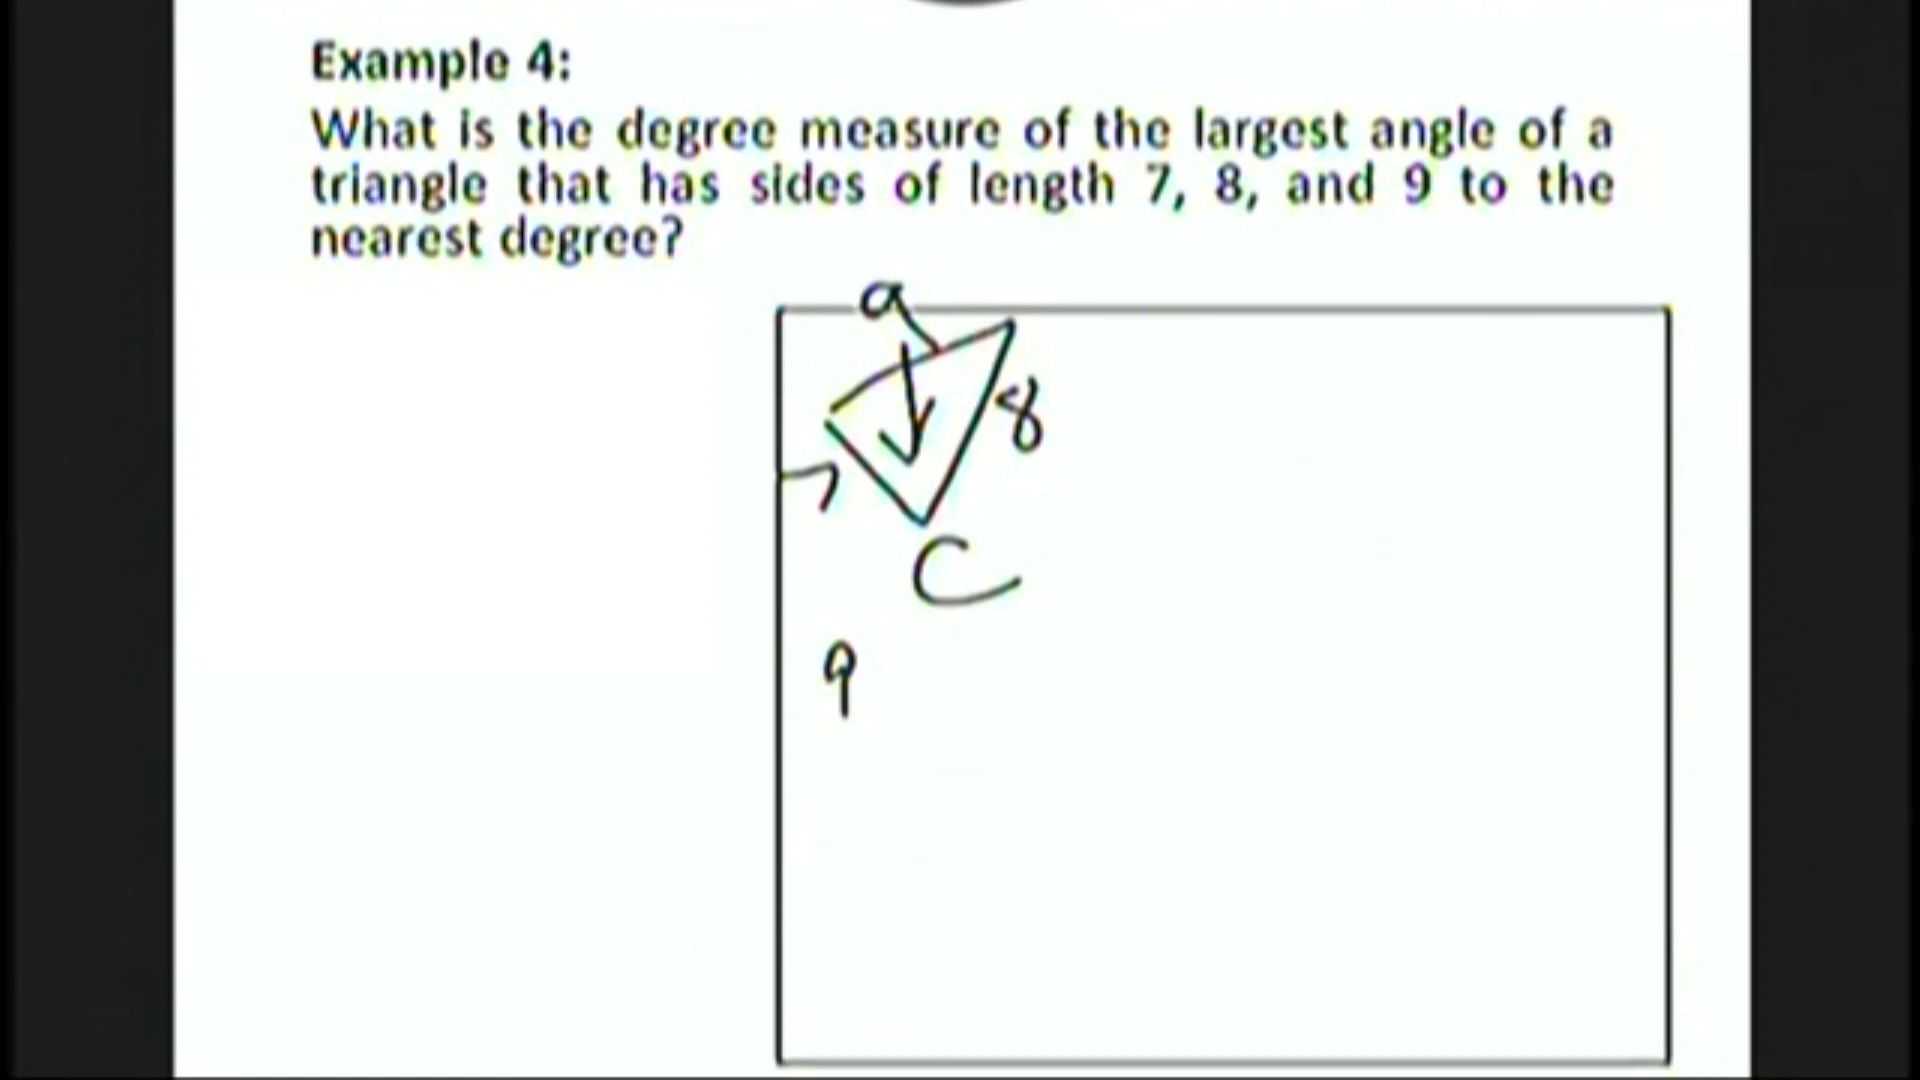 Example 4:
What is the degree measure of the largest angle of a
triangle that has sides of length 7, 8, and 9 to the
nearest degree?
9
8
7
C
9